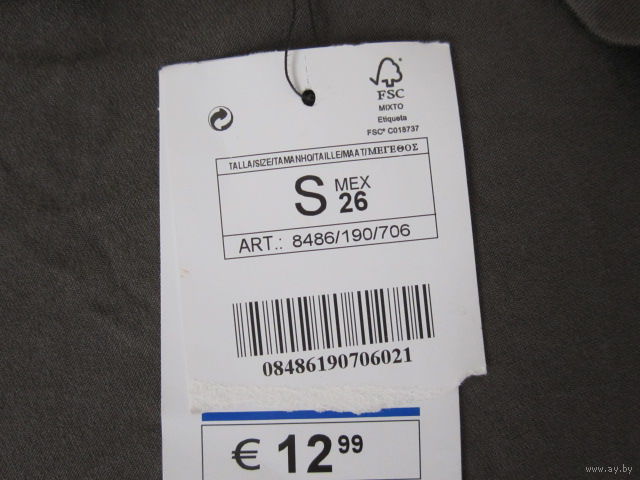 FSC
MIXTO
Etiqueta
FSC® C018737
TALLA/SIZE/TAMANHO/TAILLE/MAAT/ΜΕΓΕΘΟΣ
S MEX 26
ART.: 8486/190/706
08486190706021
€ 12 99
www.ay.by